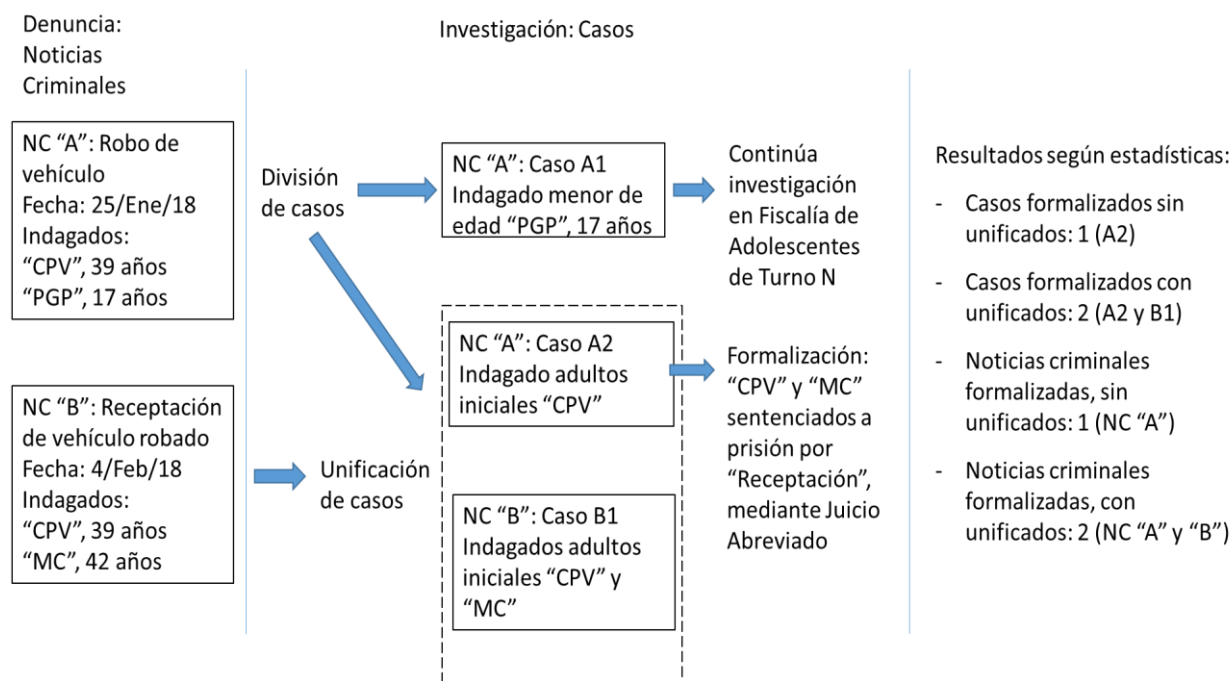 Denuncia:
Noticias
Criminales
Investigación: Casos
NC “A”: Robo de
vehículo
Fecha: 25/Ene/18
Indagados:
“CPV”, 39 años
“PGP”, 17 años
NC “B”: Receptación
de vehículo robado
Fecha: 4/Feb/18
Indagados:
“CPV”, 39 años
“MC”, 42 años
División
de casos
Unificación
de casos
NC “A”: Caso A1
Indagado menor de
edad “PGP”, 17 años
NC “A”: Caso A2
Indagado adultos
iniciales “CPV”
NC “B”: Caso B1
Indagados adultos
iniciales “CPV” y
“MC”
Continúa
investigación
en Fiscalía de
Adolescentes
de Turno N
Formalización:
“CPV” y “MC”
sentenciados a
prisión por
“Receptación”,
mediante Juicio
Abreviado
Resultados según estadísticas:
- Casos formalizados sin
unificados: 1 (A2)
- Casos formalizados con
unificados: 2 (A2 y B1)
- Noticias criminales
formalizadas, sin
unificados: 1 (NC “A”)
- Noticias criminales
formalizadas, con
unificados: 2 (NC “A” y “B”)